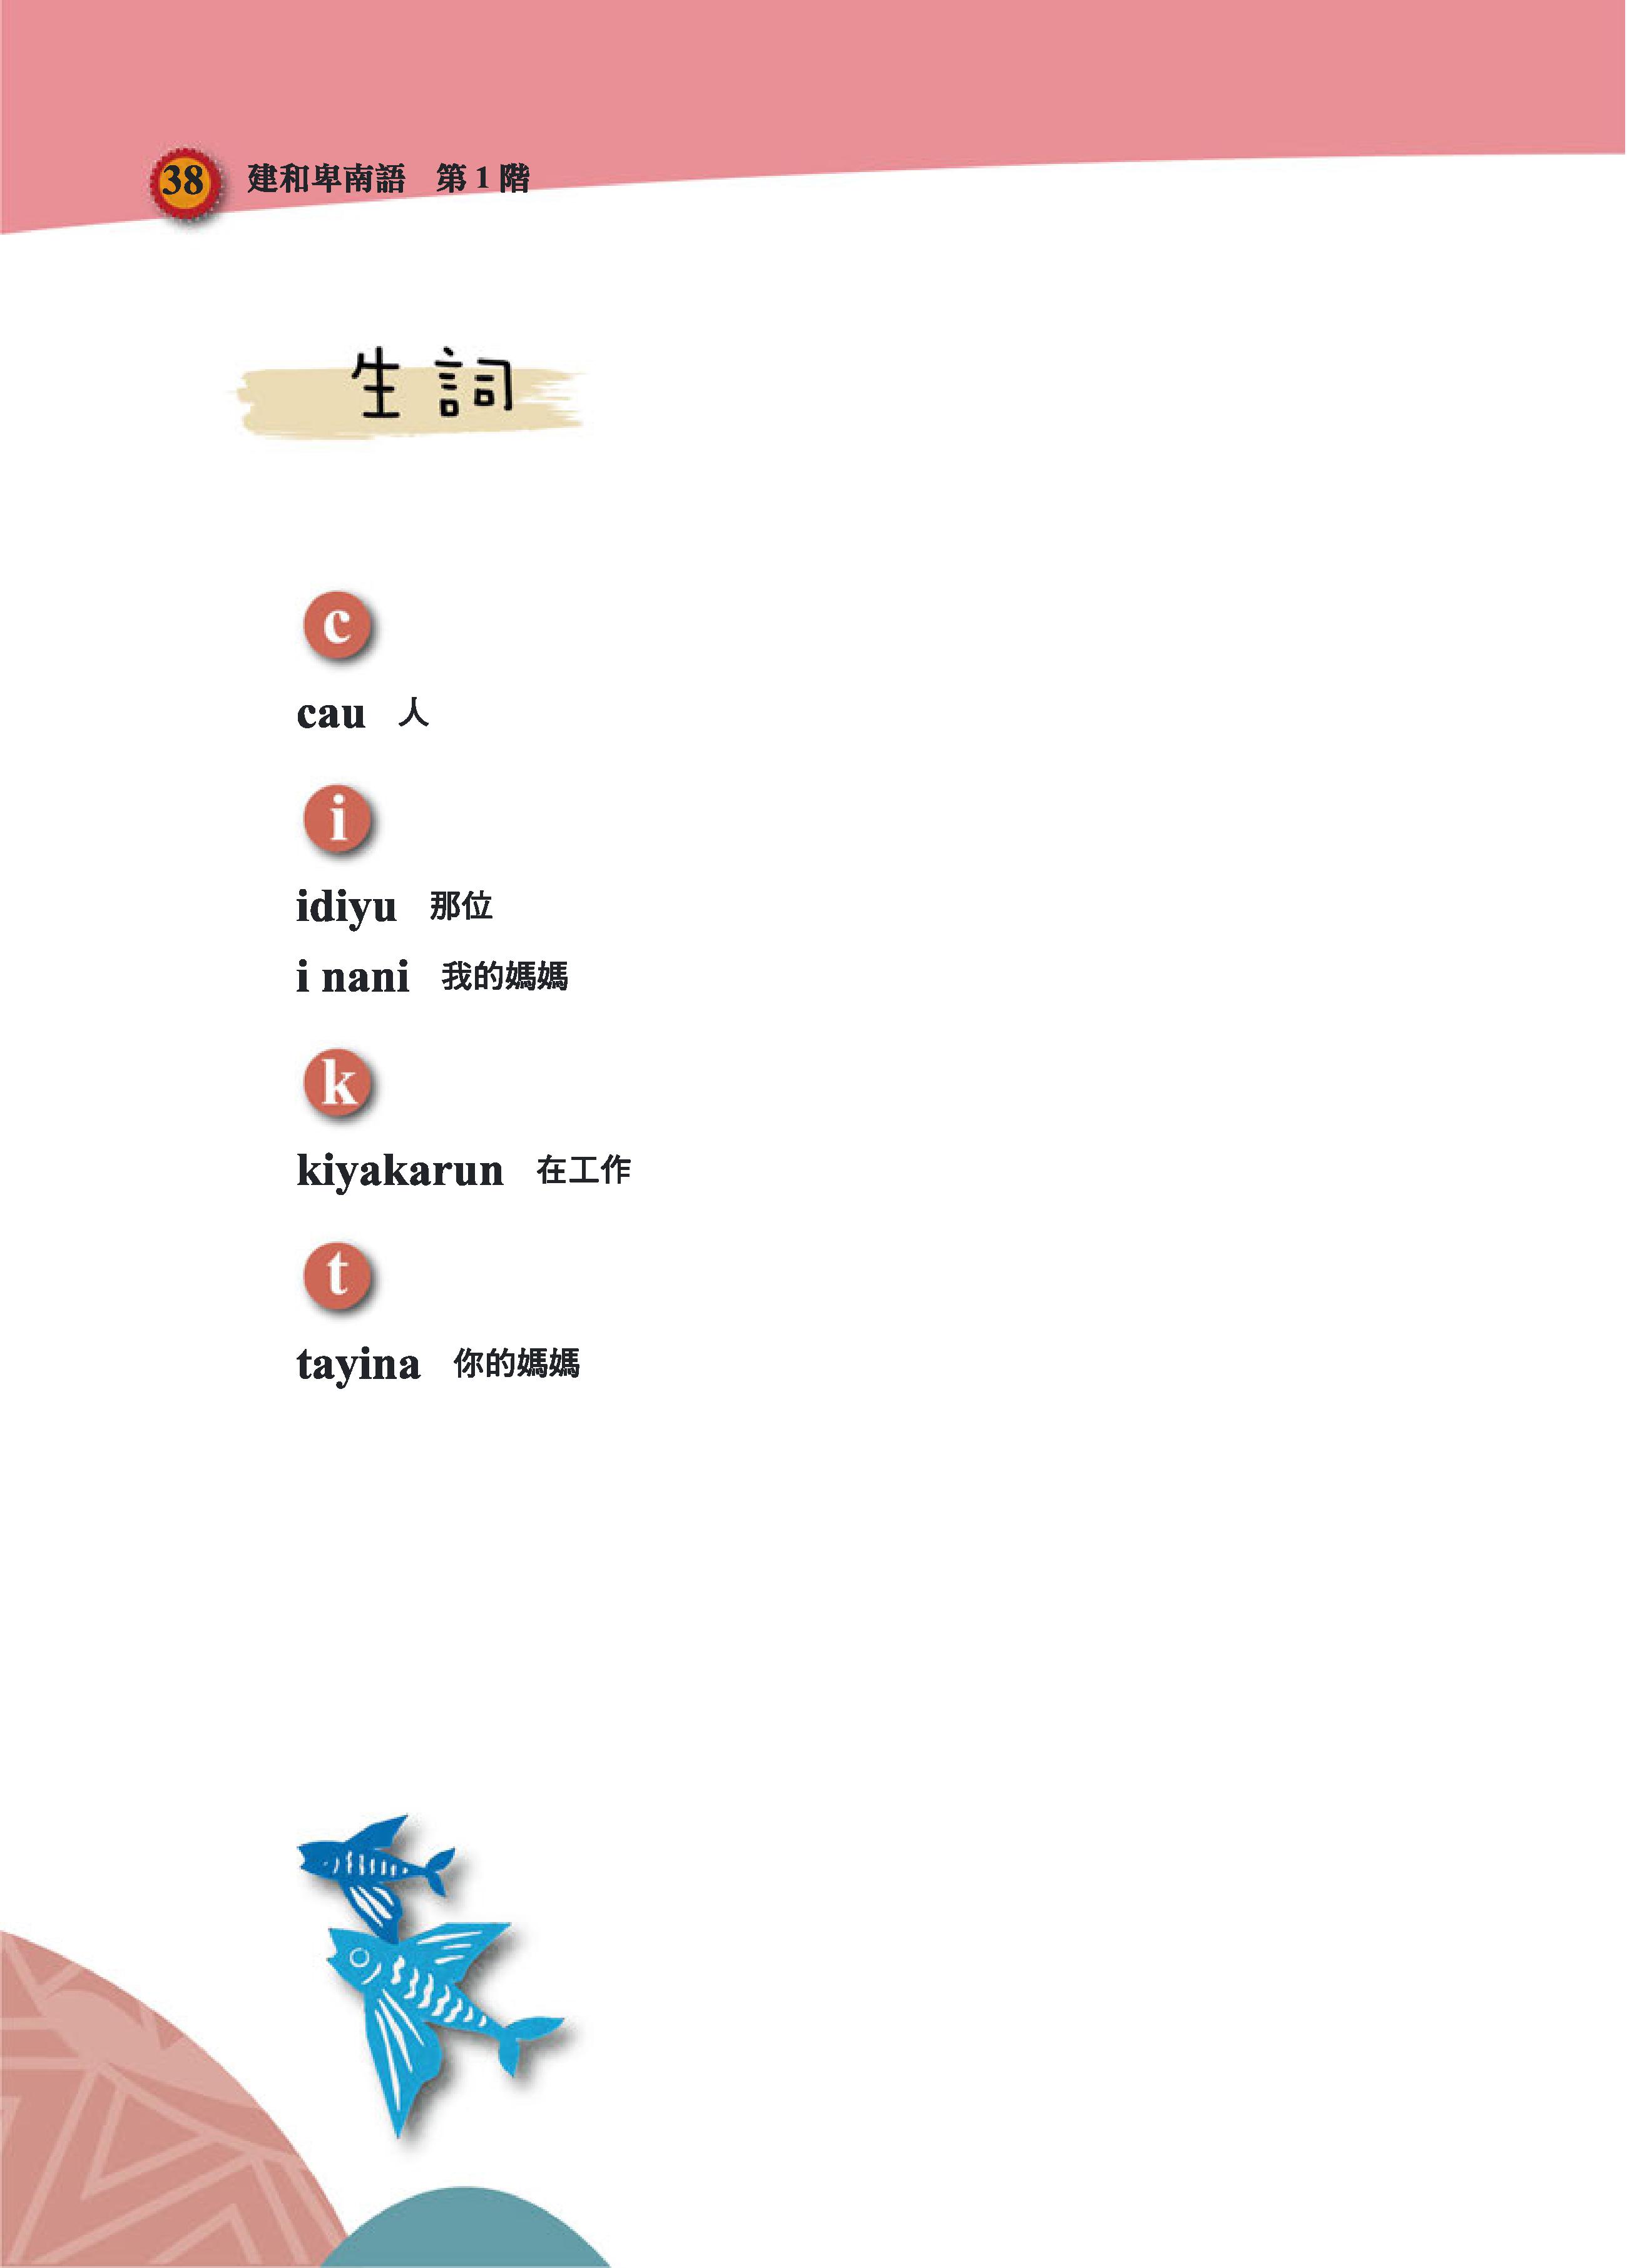 38 建和卑南語 第1階
生詞
c
cau 人
i
idiyu 那位
i nani 我的媽媽
k
kiyakarun 在工作
t
tayina 你的媽媽